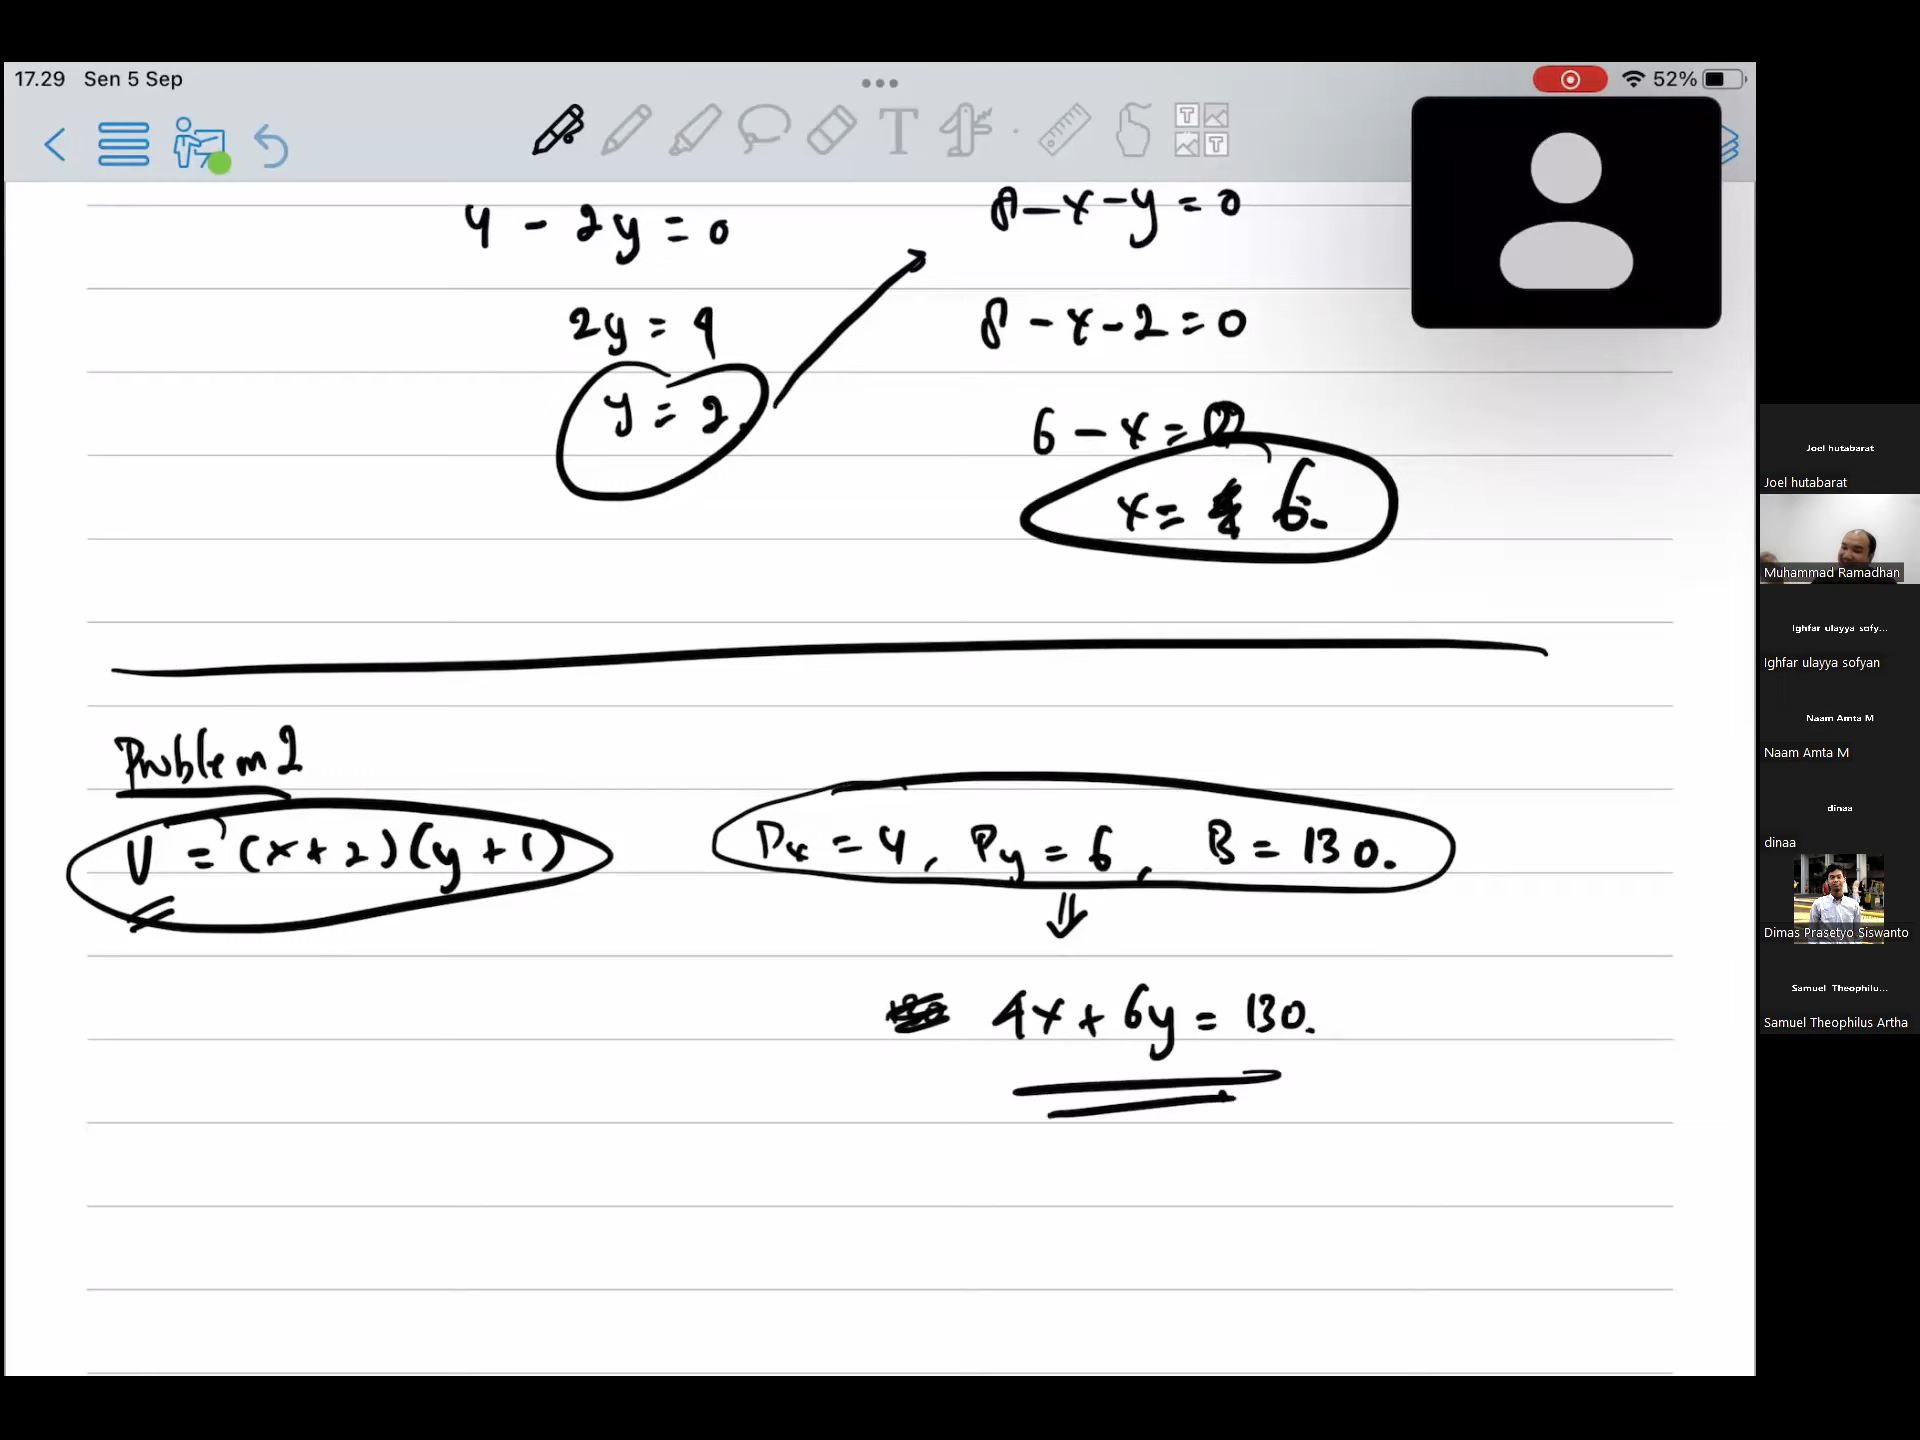 17.29 Sen 5 Sep
52%
4 - 2y = 0
2y = 4
y = 2.
8 - x - y = 0
8 - x - 2 = 0
6 - x = 0
x = 6.
Problem 2
U = (x + 2)(y + 1)
Px = 4, Py = 6, B = 130.
4x + 6y = 130.
Joel hutabarat
Joel hutabarat
Muhammad Ramadhan
Ighfar ulayya sofy...
Ighfar ulayya sofyan
Naam Amta M
Naam Amta M
dinaa
dinaa
Dimas Prasetyo Siswanto
Samuel Theophilu...
Samuel Theophilus Artha